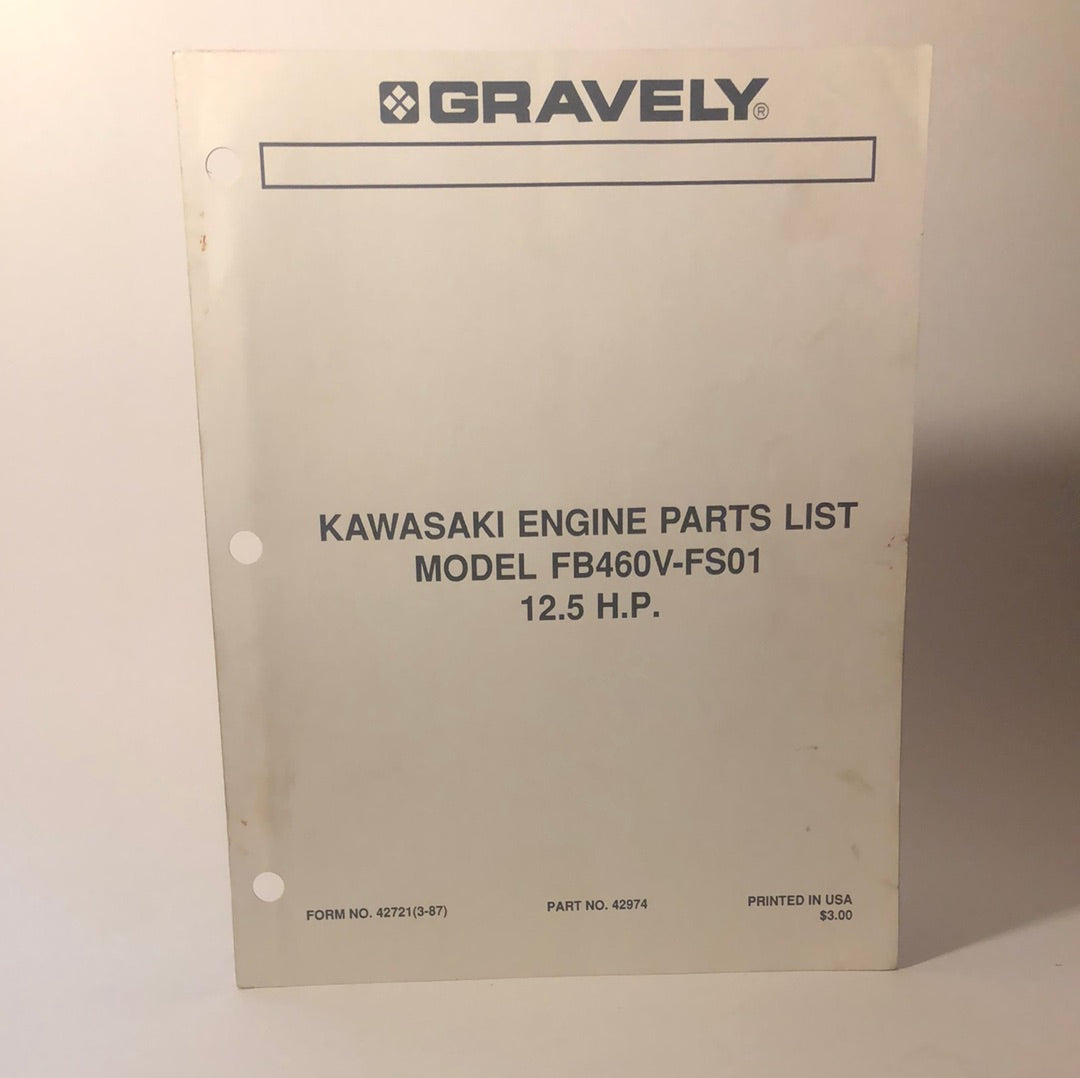 GRAVELY®
KAWASAKI ENGINE PARTS LIST
MODEL FB460V-FS01
12.5 H.P.
FORM NO. 42721(3-87)
PART NO. 42974
PRINTED IN USA
$3.00